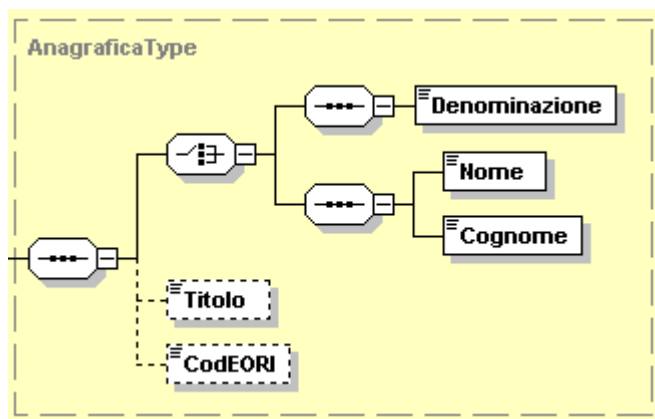 AnagraficaType
Denominazione
Nome
Cognome
Titolo
CodEORI